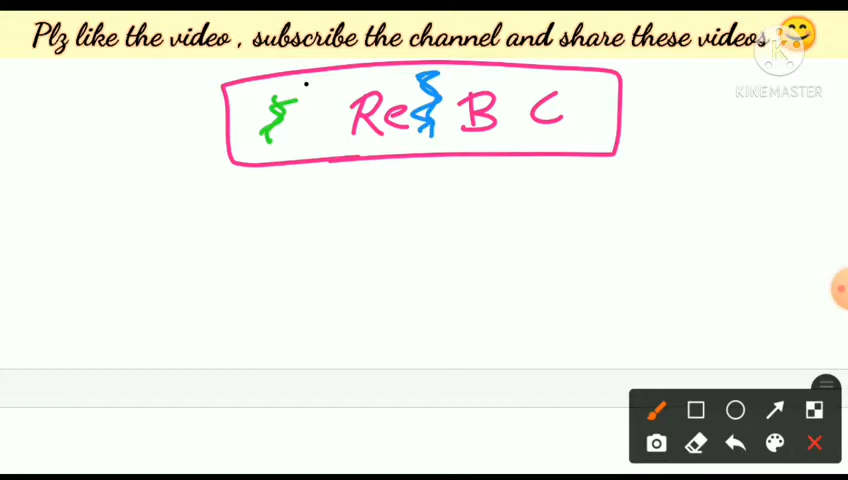 Plz like the video , subscribe the channel and share these videos 😊
KINEMASTER
Re B C